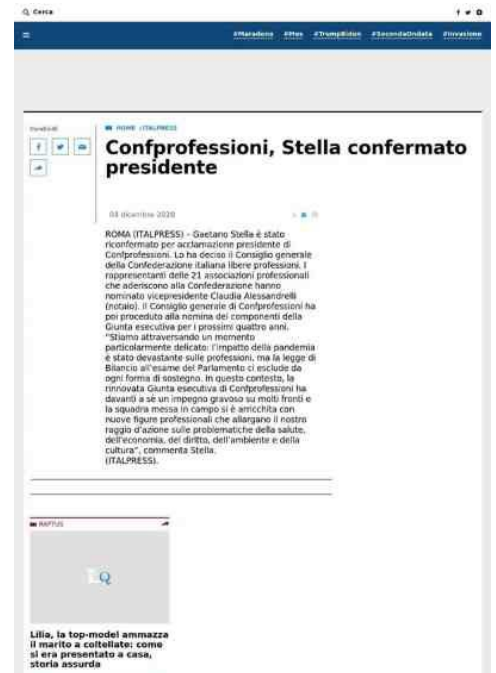 Cerca
#Maradona #Mes #TrumpBiden #SecondaOndata #Invasione
Condividi
HOME / ITALPRESS
Confprofessioni, Stella confermato
presidente
04 dicembre 2020
ROMA (ITALPRESS) - Gaetano Stella è stato
riconfermato per acclamazione presidente di
Confprofessioni. Lo ha deciso il Consiglio generale
della Confederazione italiana libere professioni. I
rappresentanti delle 21 associazioni professionali
che aderiscono alla Confederazione hanno
nominato vicepresidente Claudia Alessandrelli
(notaio). Il Consiglio generale di Confprofessioni ha
poi proceduto alla nomina dei componenti della
Giunta esecutiva per i prossimi quattro anni.
"Stiamo attraversando un momento
particolarmente delicato: l'impatto della pandemia
è stato devastante sulle professioni, ma la legge di
Bilancio all'esame del Parlamento ci esclude da
ogni forma di sostegno. In questo contesto, la
rinnovata Giunta esecutiva di Confprofessioni ha
davanti a sé un impegno gravoso su molti fronti e
la squadra messa in campo si è arricchita con
nuove figure professionali che allargano il nostro
raggio d'azione sulle problematiche della salute,
dell'economia, del diritto, dell'ambiente e della
cultura", commenta Stella.
(ITALPRESS).
RAPTUS
LQ
Lilia, la top-model ammazza
il marito a coltellate: come
si era presentato a casa,
storia assurda